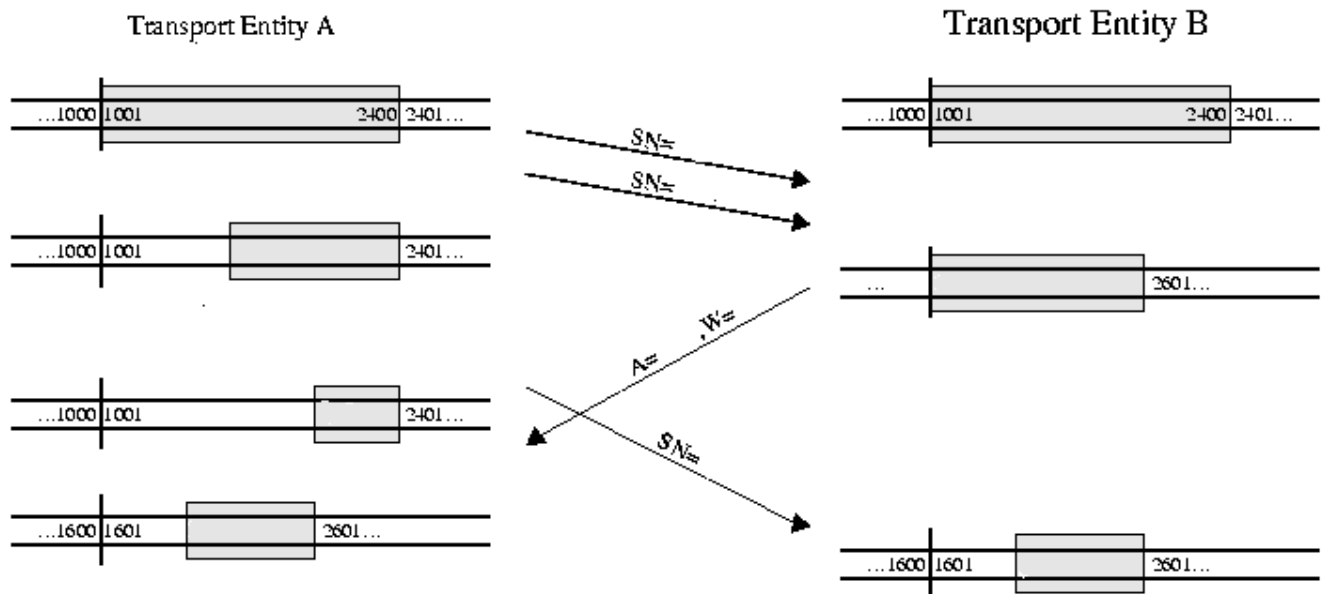 Transport Entity A
Transport Entity B
...1000 1001 2400 2401...
...1000 1001 2400 2401...
SN=
SN=
...1000 1001 2401...
... 2601...
A= ,W=
...1000 1001 2401...
SN=
...1600 1601 2601...
...1600 1601 2601...